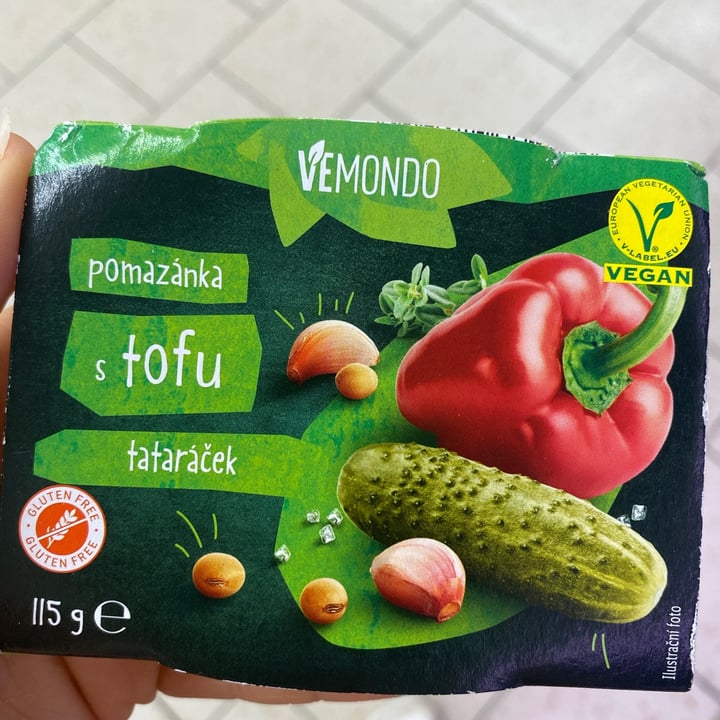 VEMONDO
pomazánka
s tofu
tataráček
GLUTEN FREE
GLUTEN FREE
115 g ℮
EUROPEAN VEGETARIAN UNION
V-LABEL.EU
VEGAN
Ilustrační foto